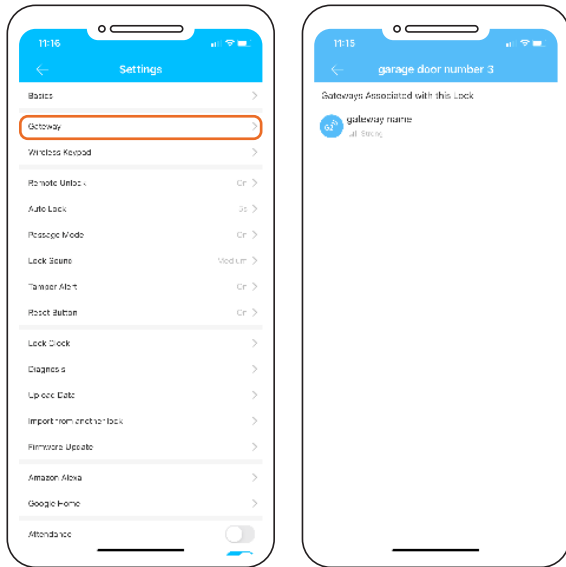 11:16
Settings
Basics
Gateway
Wireless Keypad
Remote Unlock On
Auto Lock 5s
Passage Mode On
Lock Sound Medium
Tamper Alert On
Reset Button On
Lock Clock
Diagnosis
Upload Data
Import from another lock
Firmware Update
Amazon Alexa
Google Home
Attendance
11:15
garage door number 3
Gateways Associated with this Lock
gateway name
G2
Strong